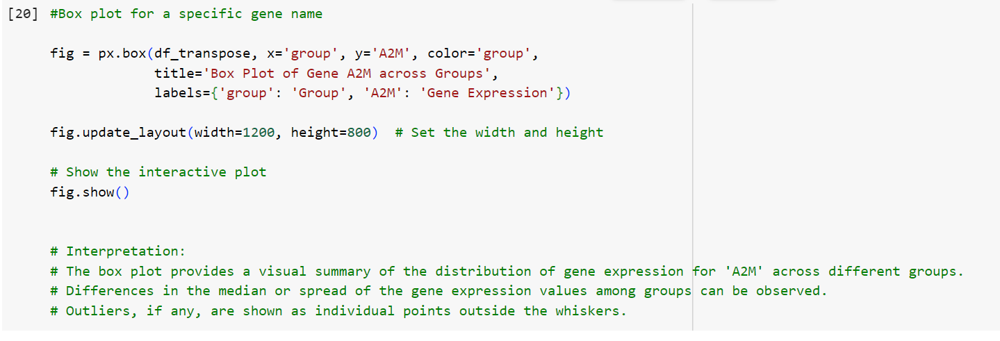 [20] #Box plot for a specific gene name
fig = px.box(df_transpose, x='group', y='A2M', color='group',
title='Box Plot of Gene A2M across Groups',
labels={'group': 'Group', 'A2M': 'Gene Expression'})
fig.update_layout(width=1200, height=800)  # Set the width and height
# Show the interactive plot
fig.show()
# Interpretation:
# The box plot provides a visual summary of the distribution of gene expression for 'A2M' across different groups.
# Differences in the median or spread of the gene expression values among groups can be observed.
# Outliers, if any, are shown as individual points outside the whiskers.